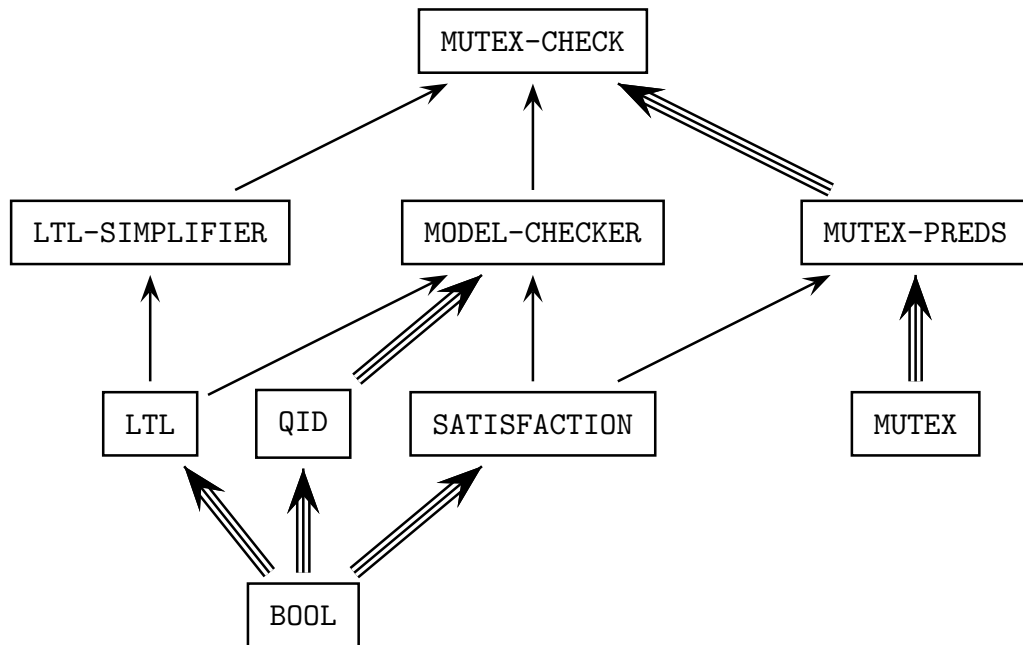 MUTEX-CHECK
LTL-SIMPLIFIER
MODEL-CHECKER
MUTEX-PREDS
LTL
QID
SATISFACTION
MUTEX
BOOL